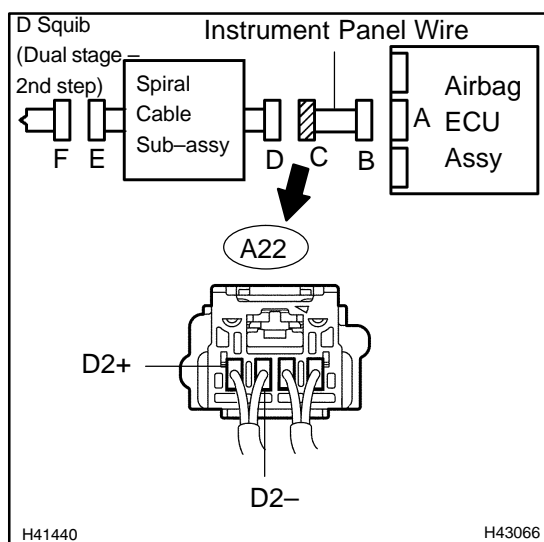 D Squib
(Dual stage –
2nd step)
Instrument Panel Wire
Spiral
Cable
Sub–assy
Airbag
ECU
Assy
A
F
E
D
C
B
A22
D2+
D2–
H41440
H43066